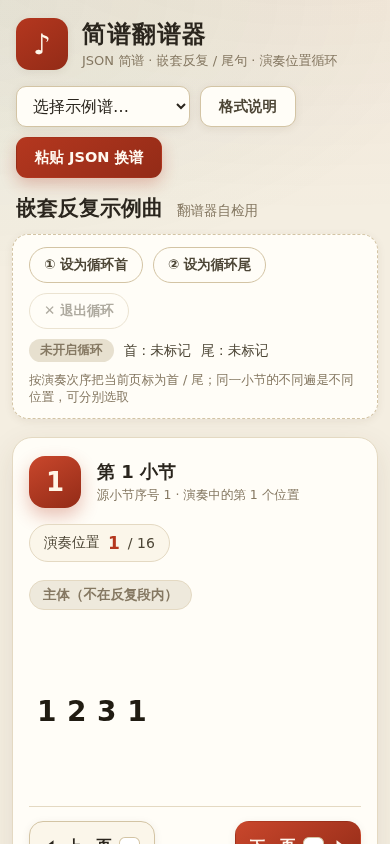 ♪ 简谱翻谱器
JSON 简谱 · 嵌套反复 / 尾句 · 演奏位置循环
选择示例谱… 格式说明
粘贴 JSON 换谱
嵌套反复示例曲 翻谱器自检用
① 设为循环首 ② 设为循环尾
✕ 退出循环
未开启循环 首：未标记 尾：未标记
按演奏次序把当前页标为首 / 尾；同一小节的不同遍是不同
位置，可分别选取
1 第 1 小节
源小节序号 1 · 演奏中的第 1 个位置
演奏位置 1 / 16
主体（不在反复段内）
1 2 3 1